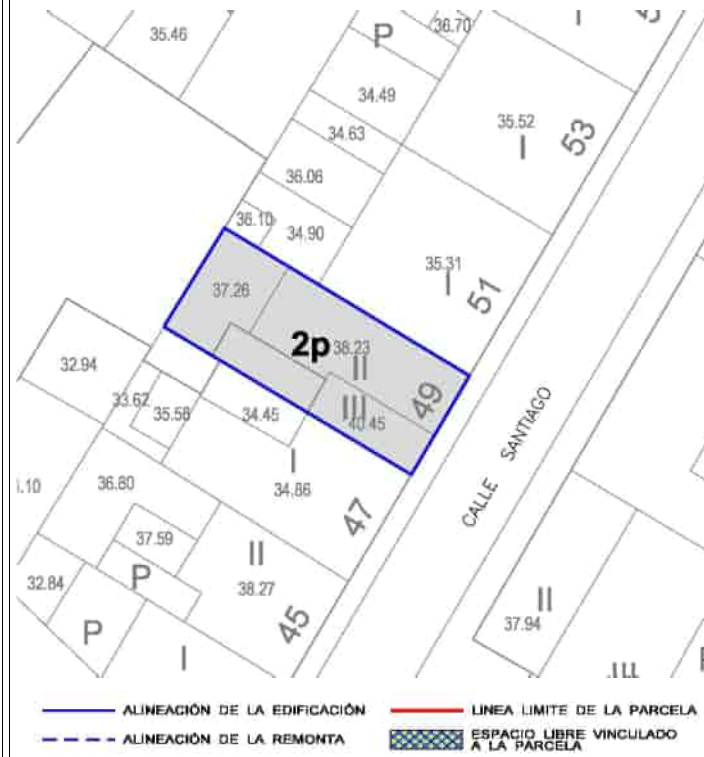 35.46
P
36.70
I
34.49
35.52
I
53
34.63
36.06
36.10
34.90
35.31
I
51
37.26
2p
38.23
II
49
III
40.45
32.94
33.62
35.56
34.45
I
34.86
47
CALLE SANTIAGO
36.80
37.59
II
38.27
P
45
32.84
P
I
II
37.94
ALINEACIÓN DE LA EDIFICACIÓN
LINEA LIMITE DE LA PARCELA
ALINEACIÓN DE LA REMONTA
ESPACIO LIBRE VINCULADO
A LA PARCELA